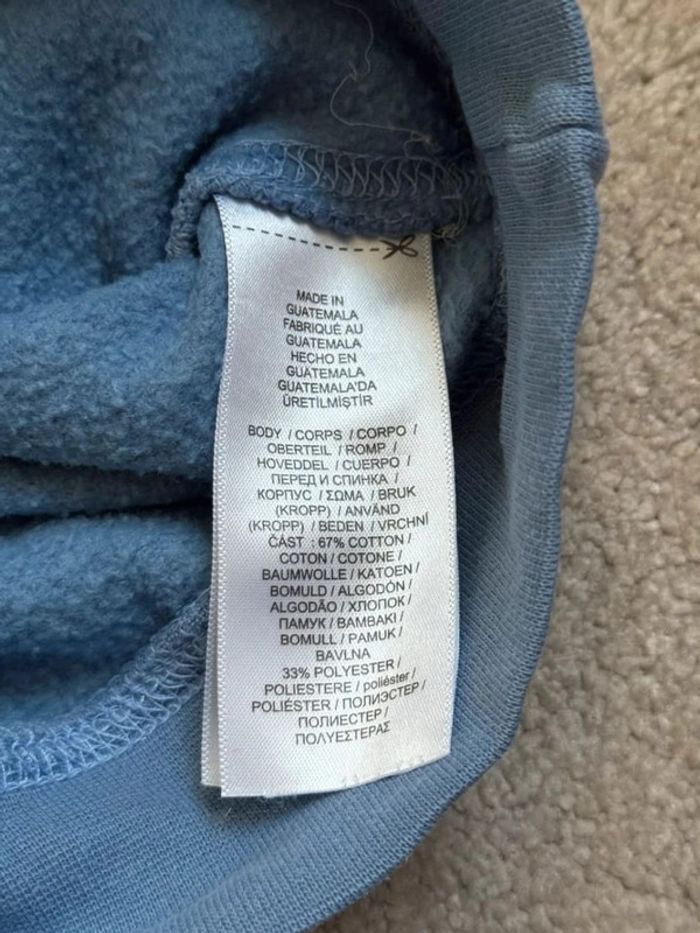 MADE IN
GUATEMALA
FABRIQUÉ AU
GUATEMALA
HECHO EN
GUATEMALA
GUATEMALA'DA
ÜRETİLMİŞTİR
BODY / CORPS / CORPO /
OBERTEIL / ROMP /
HOVEDDEL / CUERPO /
ПЕРЕД И СПИНКА /
КОРПУС / ΣΩΜΑ / BRUK
(KROPP) / ANVÄND
(KROPP) / BEDEN / VRCHNÍ
ČÁST : 67% COTTON /
COTON / COTONE /
BAUMWOLLE / KATOEN /
BOMULD / ALGODÓN /
ALGODÃO / ХЛОПОК /
ПАМУК / BAMBAKI /
BOMULL / PAMUK /
BAVLNA
33% POLYESTER /
POLIESTERE / poliéster /
POLIÉSTER / ПОЛИЭСТЕР /
ПОЛИЕСТЕР /
ΠΟΛΥΕΣΤΕΡΑΣ